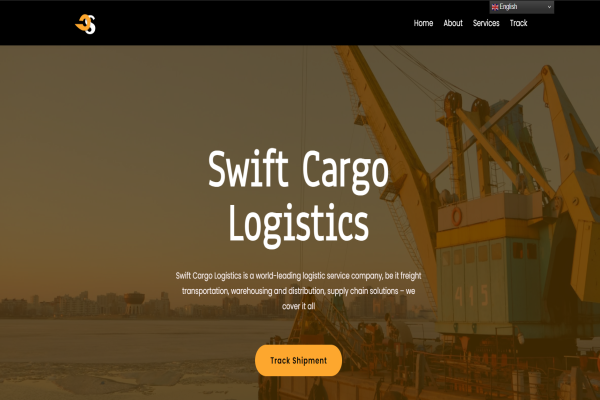 English
Home About Services Track
Swift Cargo
Logistics
Swift Cargo Logistics is a world-leading logistic service company, be it freight
transportation, warehousing and distribution, supply chain solutions – we
cover it all
415
Track Shipment